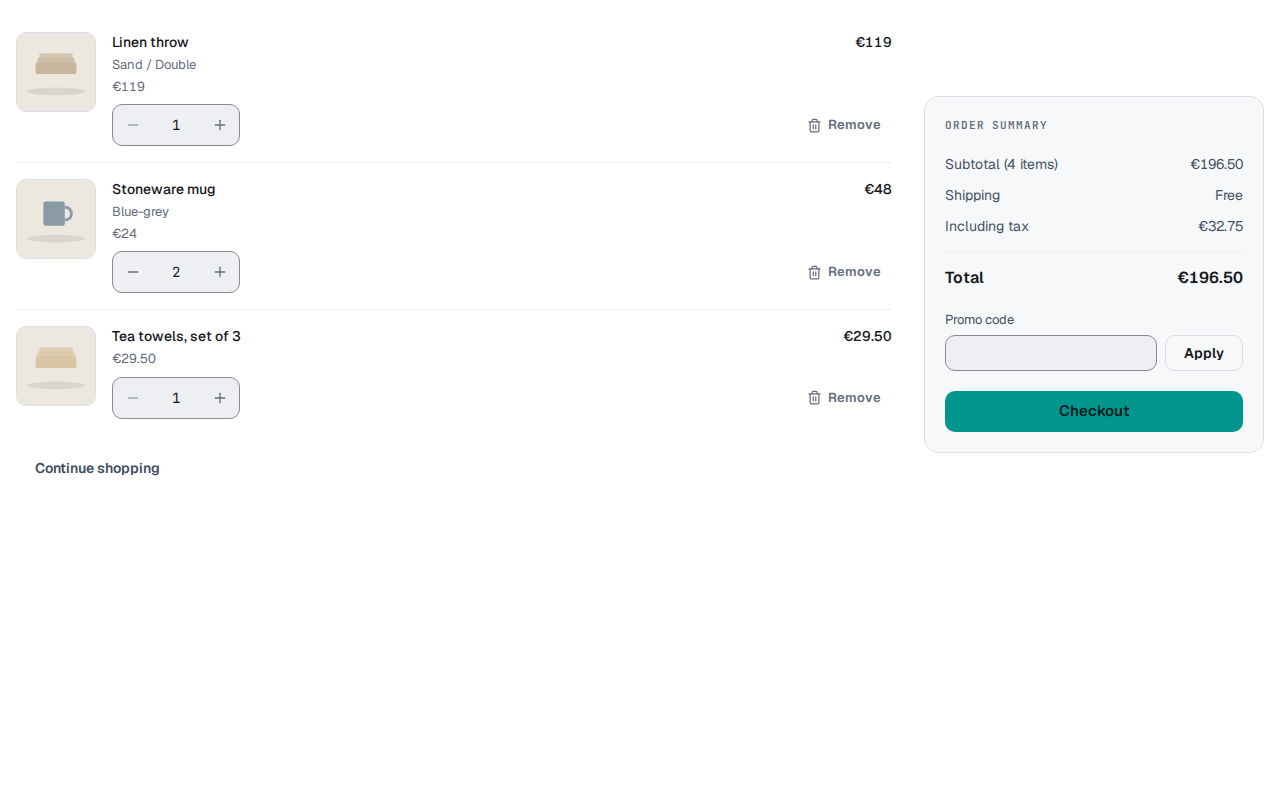 Linen throw
€119
Sand / Double
€119
1
Remove
Stoneware mug
€48
Blue-grey
€24
2
Remove
Tea towels, set of 3
€29.50
€29.50
1
Remove
Continue shopping
ORDER SUMMARY
Subtotal (4 items) €196.50
Shipping Free
Including tax €32.75
Total €196.50
Promo code
Apply
Checkout